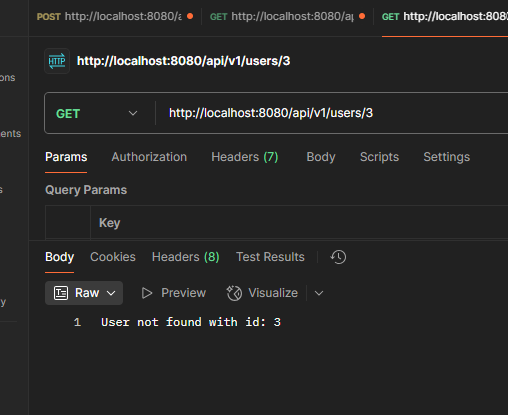 POST http://localhost:8080/a GET http://localhost:8080/ap GET http://localhost:8080
HTTP http://localhost:8080/api/v1/users/3
ons
GET http://localhost:8080/api/v1/users/3
ents
Params Authorization Headers (7) Body Scripts Settings
s
Query Params
Key
Body Cookies Headers (8) Test Results
Raw Preview Visualize
y
1 User not found with id: 3